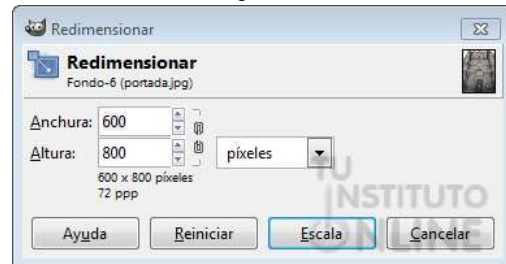 Redimensionar
Redimensionar
Fondo-6 (portada.jpg)
Anchura: 600
Altura: 800 píxeles
600 x 800 píxeles
72 ppp
TU
INSTITUTO
ONLINE
Ayuda Reiniciar Escala Cancelar